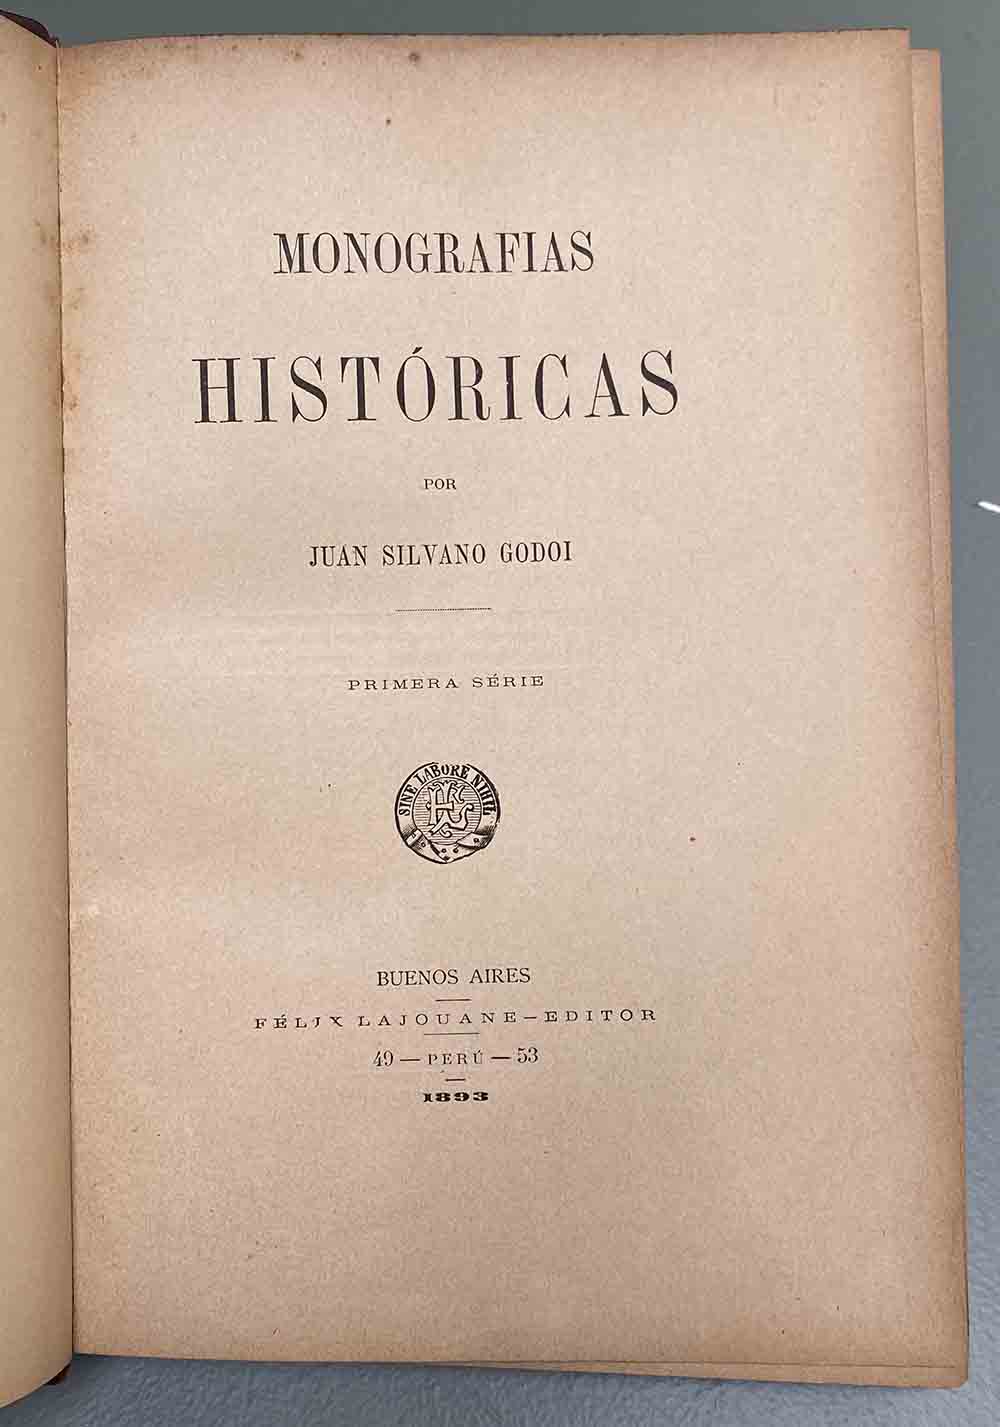 MONOGRAFIAS
HISTÓRICAS
POR
JUAN SILVANO GODOI
PRIMERA SÉRIE
SINE LABORE NIHIL
FL
BUENOS AIRES
FÉLIX LAJOUANE—EDITOR
49 — PERÚ — 53
1893